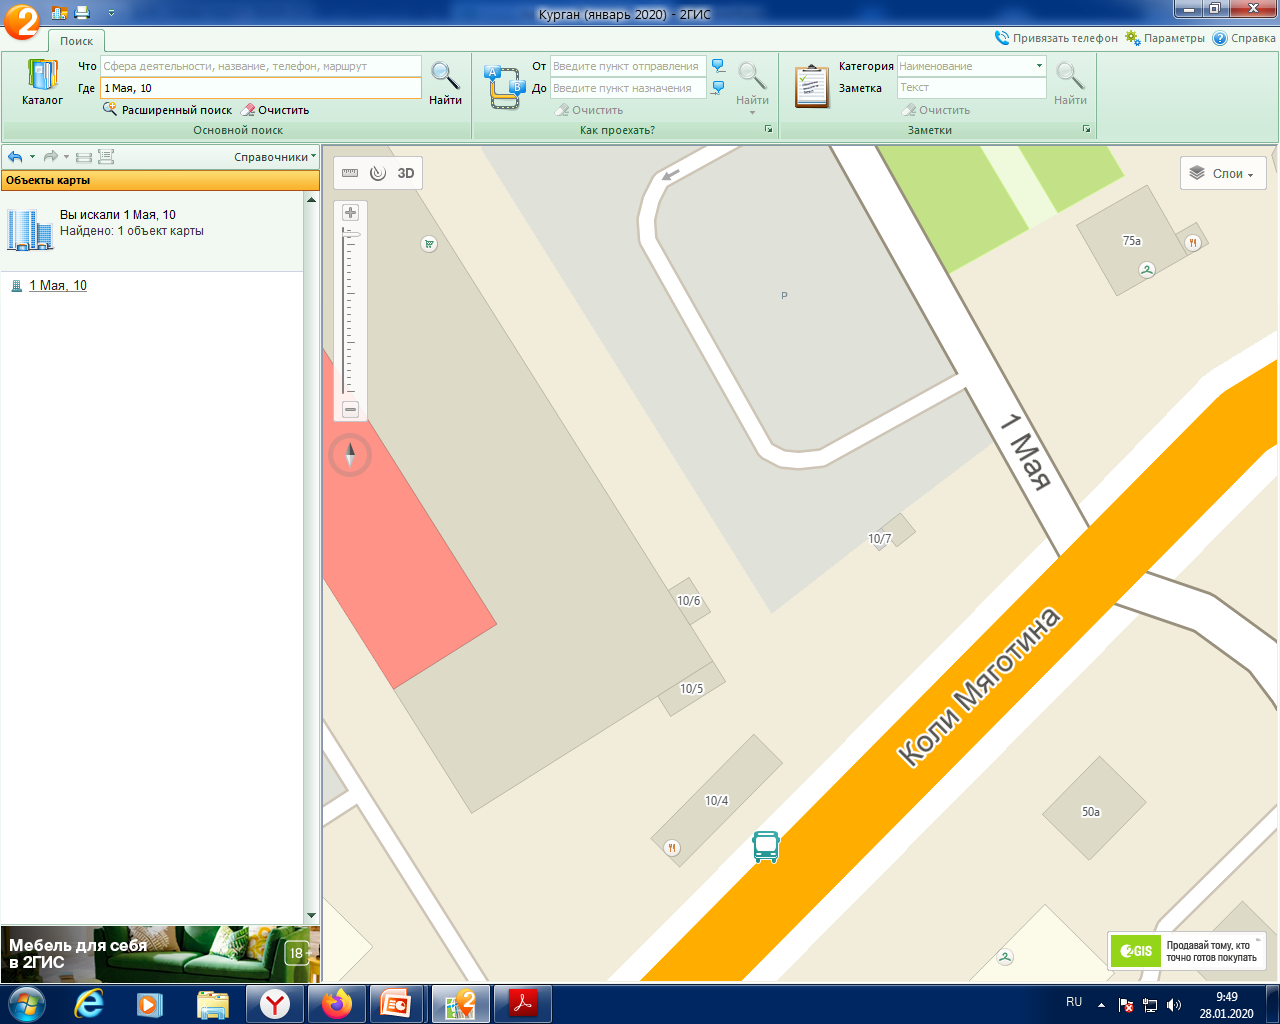 Курган (январь 2020) - 2ГИС
Поиск
Привязать телефон
Параметры
Справка
Каталог
Что
Сфера деятельности, название, телефон, маршрут
Где
1 Мая, 10
Расширенный поиск
Очистить
Найти
Основной поиск
От
Введите пункт отправления
До
Введите пункт назначения
Очистить
Найти
Как проехать?
Категория
Наименование
Заметка
Текст
Очистить
Найти
Заметки
Справочники
Объекты карты
Вы искали 1 Мая, 10
Найдено: 1 объект карты
1 Мая, 10
3D
Слои
75а
P
1 Мая
10/7
10/6
10/5
Коли Мяготина
10/4
50а
Мебель для себя
в 2ГИС
18+
2GIS
Продавай тому, кто
точно готов покупать
RU
9:49
28.01.2020